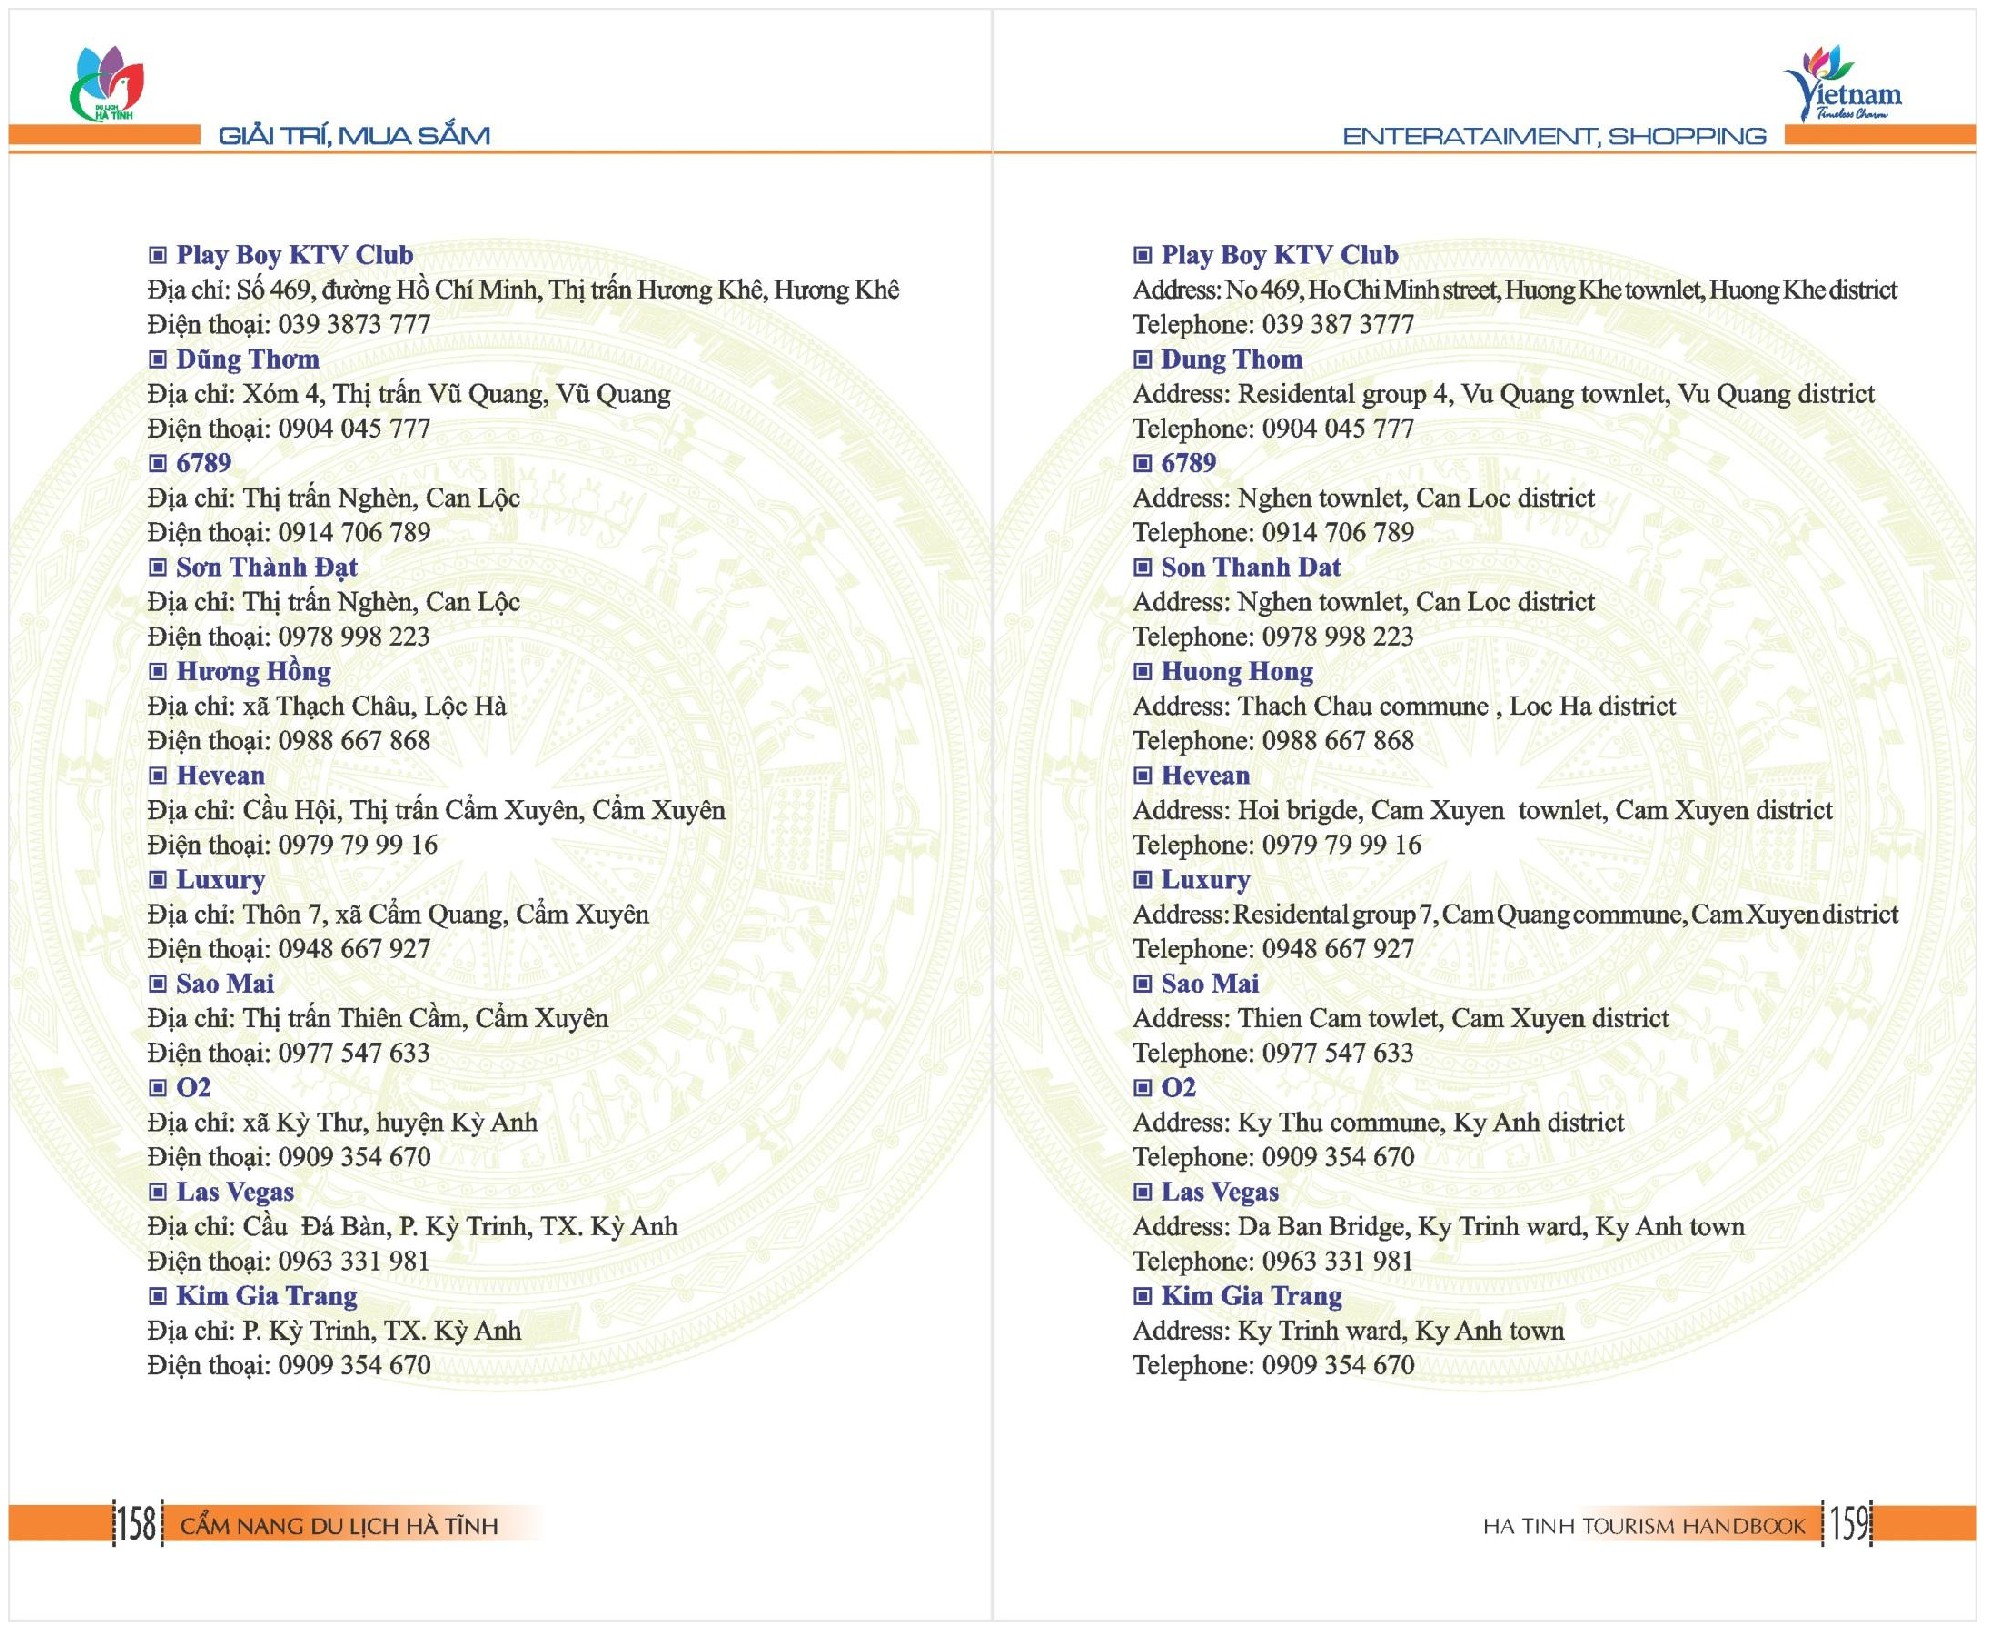 DU LỊCH
HÀ TĨNH
GIẢI TRÍ, MUA SẮM
Play Boy KTV Club
Địa chỉ: Số 469, đường Hồ Chí Minh, Thị trấn Hương Khê, Hương Khê
Điện thoại: 039 3873 777
Dũng Thơm
Địa chỉ: Xóm 4, Thị trấn Vũ Quang, Vũ Quang
Điện thoại: 0904 045 777
6789
Địa chỉ: Thị trấn Nghèn, Can Lộc
Điện thoại: 0914 706 789
Sơn Thành Đạt
Địa chỉ: Thị trấn Nghèn, Can Lộc
Điện thoại: 0978 998 223
Hương Hồng
Địa chỉ: xã Thạch Châu, Lộc Hà
Điện thoại: 0988 667 868
Hevean
Địa chỉ: Cầu Hội, Thị trấn Cẩm Xuyên, Cẩm Xuyên
Điện thoại: 0979 79 99 16
Luxury
Địa chỉ: Thôn 7, xã Cẩm Quang, Cẩm Xuyên
Điện thoại: 0948 667 927
Sao Mai
Địa chỉ: Thị trấn Thiên Cầm, Cẩm Xuyên
Điện thoại: 0977 547 633
O2
Địa chỉ: xã Kỳ Thư, huyện Kỳ Anh
Điện thoại: 0909 354 670
Las Vegas
Địa chỉ: Cầu Đá Bàn, P. Kỳ Trinh, TX. Kỳ Anh
Điện thoại: 0963 331 981
Kim Gia Trang
Địa chỉ: P. Kỳ Trinh, TX. Kỳ Anh
Điện thoại: 0909 354 670
158 CẨM NANG DU LỊCH HÀ TĨNH
Vietnam
Timeless Charm
ENTERATAIMENT, SHOPPING
Play Boy KTV Club
Address: No 469, Ho Chi Minh street, Huong Khe townlet, Huong Khe district
Telephone: 039 387 3777
Dung Thom
Address: Residental group 4, Vu Quang townlet, Vu Quang district
Telephone: 0904 045 777
6789
Address: Nghen townlet, Can Loc district
Telephone: 0914 706 789
Son Thanh Dat
Address: Nghen townlet, Can Loc district
Telephone: 0978 998 223
Huong Hong
Address: Thach Chau commune , Loc Ha district
Telephone: 0988 667 868
Hevean
Address: Hoi brigde, Cam Xuyen townlet, Cam Xuyen district
Telephone: 0979 79 99 16
Luxury
Address: Residental group 7, Cam Quang commune, Cam Xuyen district
Telephone: 0948 667 927
Sao Mai
Address: Thien Cam towlet, Cam Xuyen district
Telephone: 0977 547 633
O2
Address: Ky Thu commune, Ky Anh district
Telephone: 0909 354 670
Las Vegas
Address: Da Ban Bridge, Ky Trinh ward, Ky Anh town
Telephone: 0963 331 981
Kim Gia Trang
Address: Ky Trinh ward, Ky Anh town
Telephone: 0909 354 670
HA TINH TOURISM HANDBOOK 159